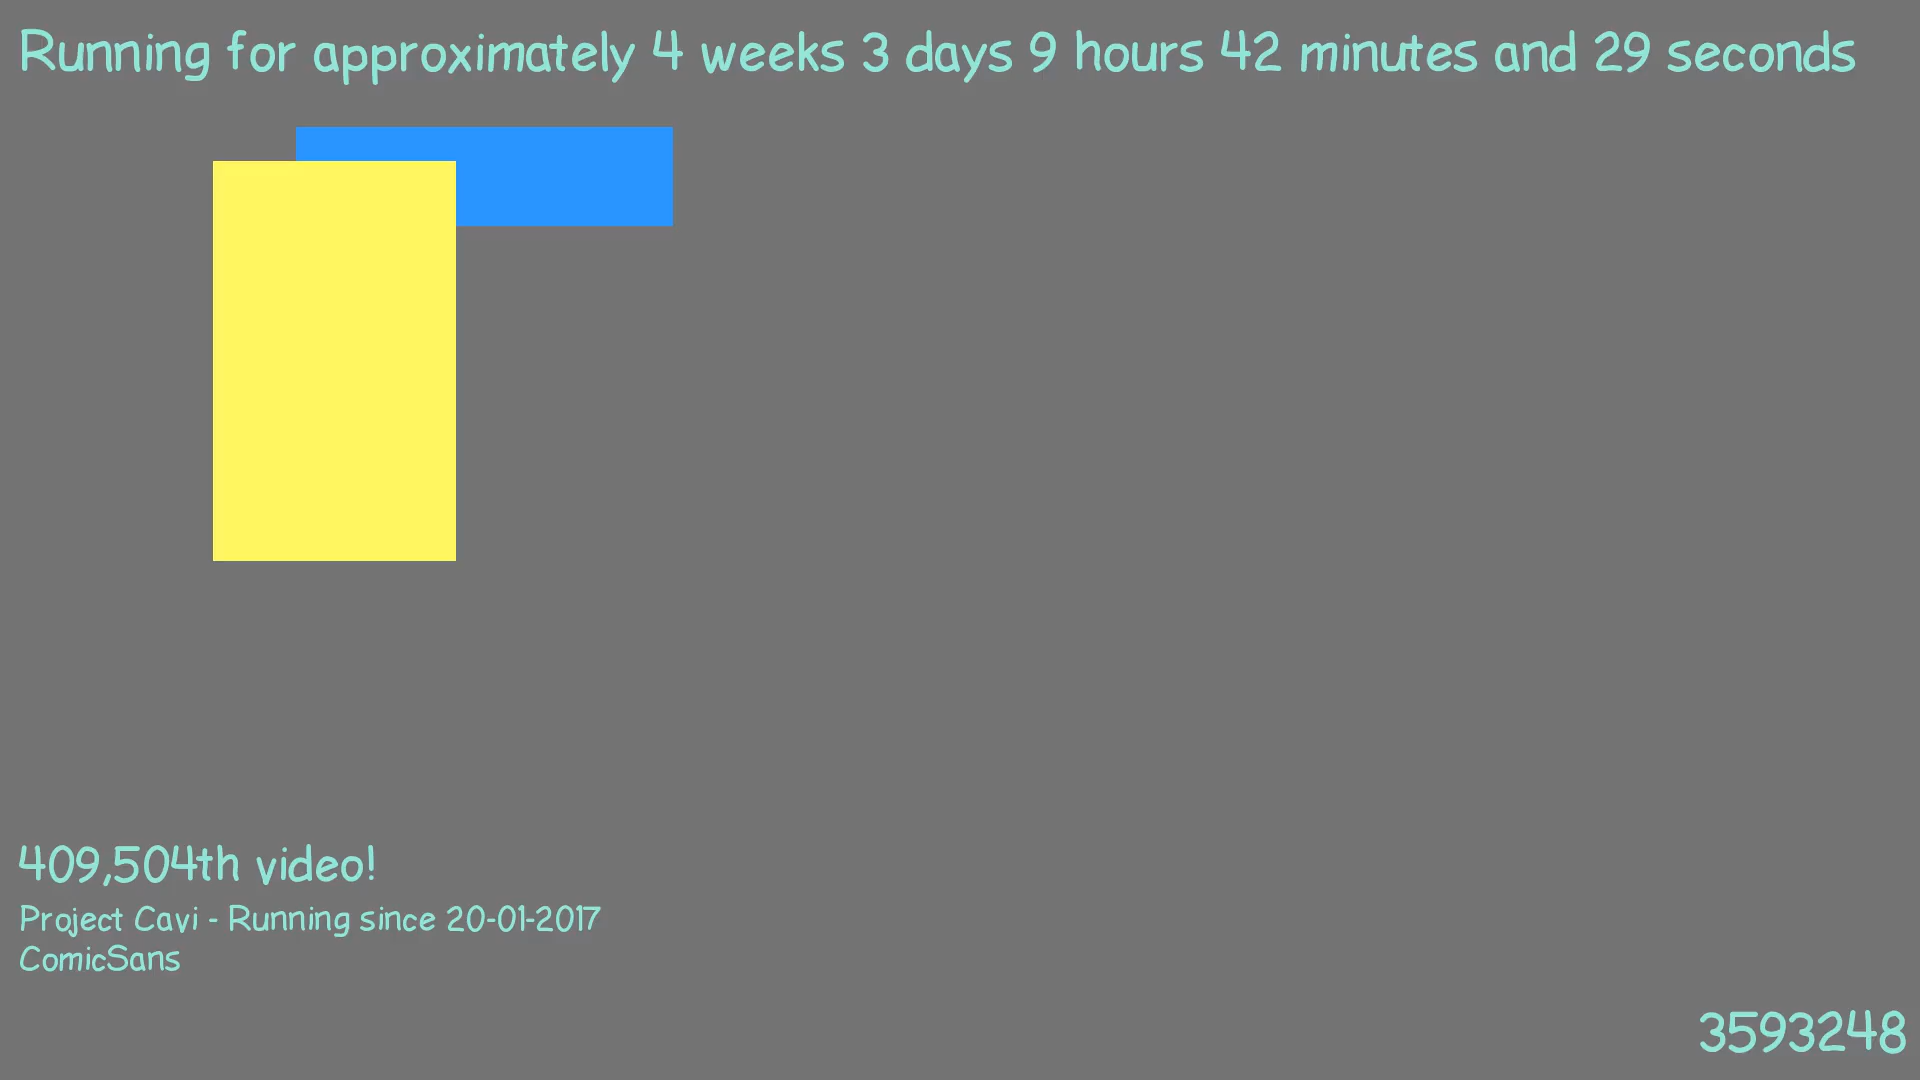 Running for approximately 4 weeks 3 days 9 hours 42 minutes and 29 seconds
409,504th video!
Project Cavi - Running since 20-01-2017
ComicSans
3593248